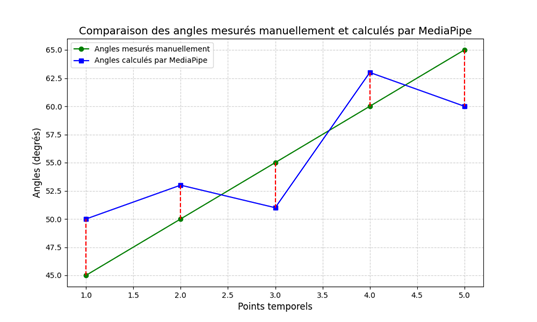 Comparaison des angles mesurés manuellement et calculés par MediaPipe
65.0
62.5
60.0
57.5
55.0
52.5
50.0
47.5
45.0
Angles (degrés)
Angles mesurés manuellement
Angles calculés par MediaPipe
1.0 1.5 2.0 2.5 3.0 3.5 4.0 4.5 5.0
Points temporels